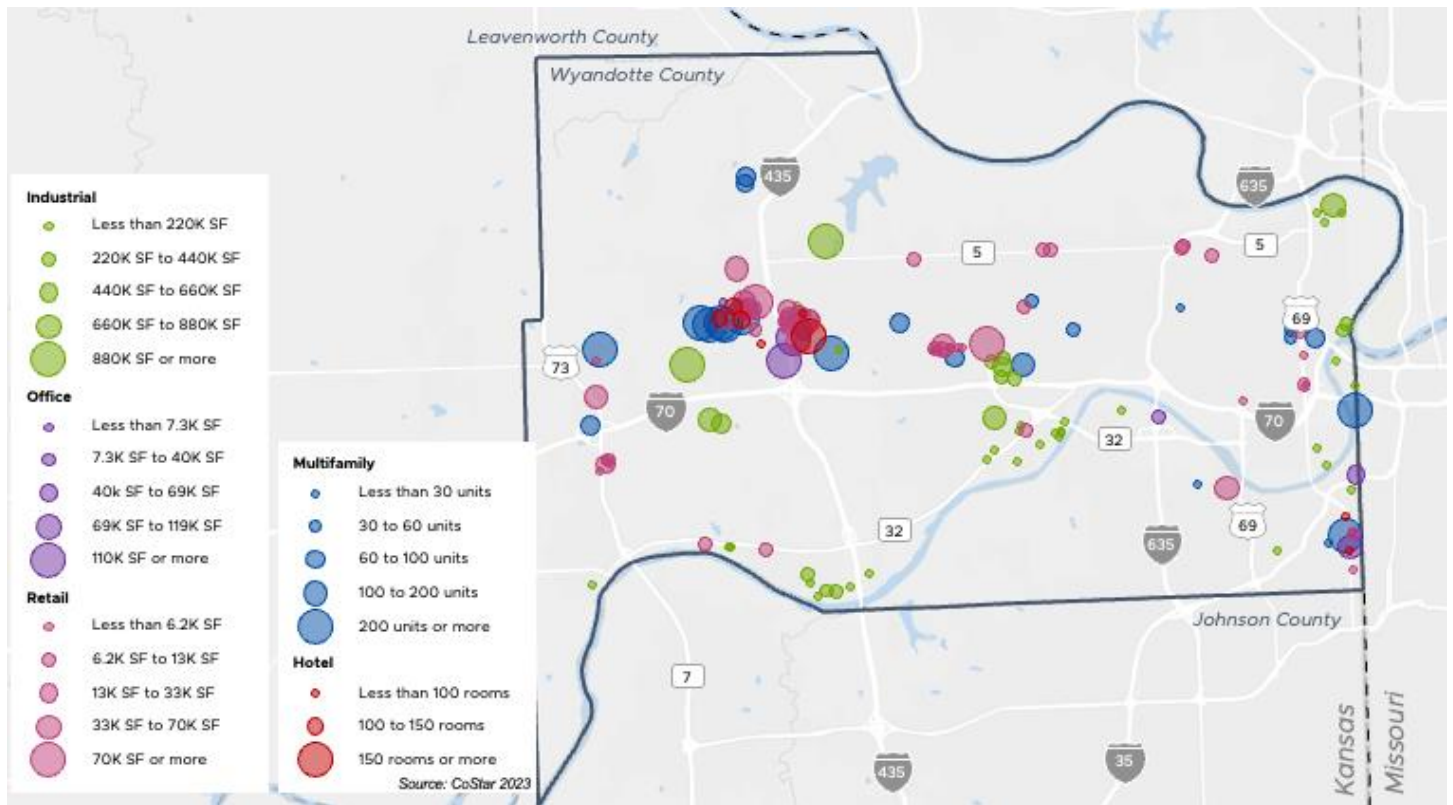 Leavenworth County
Wyandotte County
435
635
5
5
69
73
70
70
32
32
69
635
Johnson County
7
435
35
Kansas
Missouri
Industrial
Less than 220K SF
220K SF to 440K SF
440K SF to 660K SF
660K SF to 880K SF
880K SF or more
Office
Less than 7.3K SF
7.3K SF to 40K SF
40k SF to 69K SF
69K SF to 119K SF
110K SF or more
Retail
Less than 6.2K SF
6.2K SF to 13K SF
13K SF to 33K SF
33K SF to 70K SF
70K SF or more
Multifamily
Less than 30 units
30 to 60 units
60 to 100 units
100 to 200 units
200 units or more
Hotel
Less than 100 rooms
100 to 150 rooms
150 rooms or more
Source: CoStar 2023